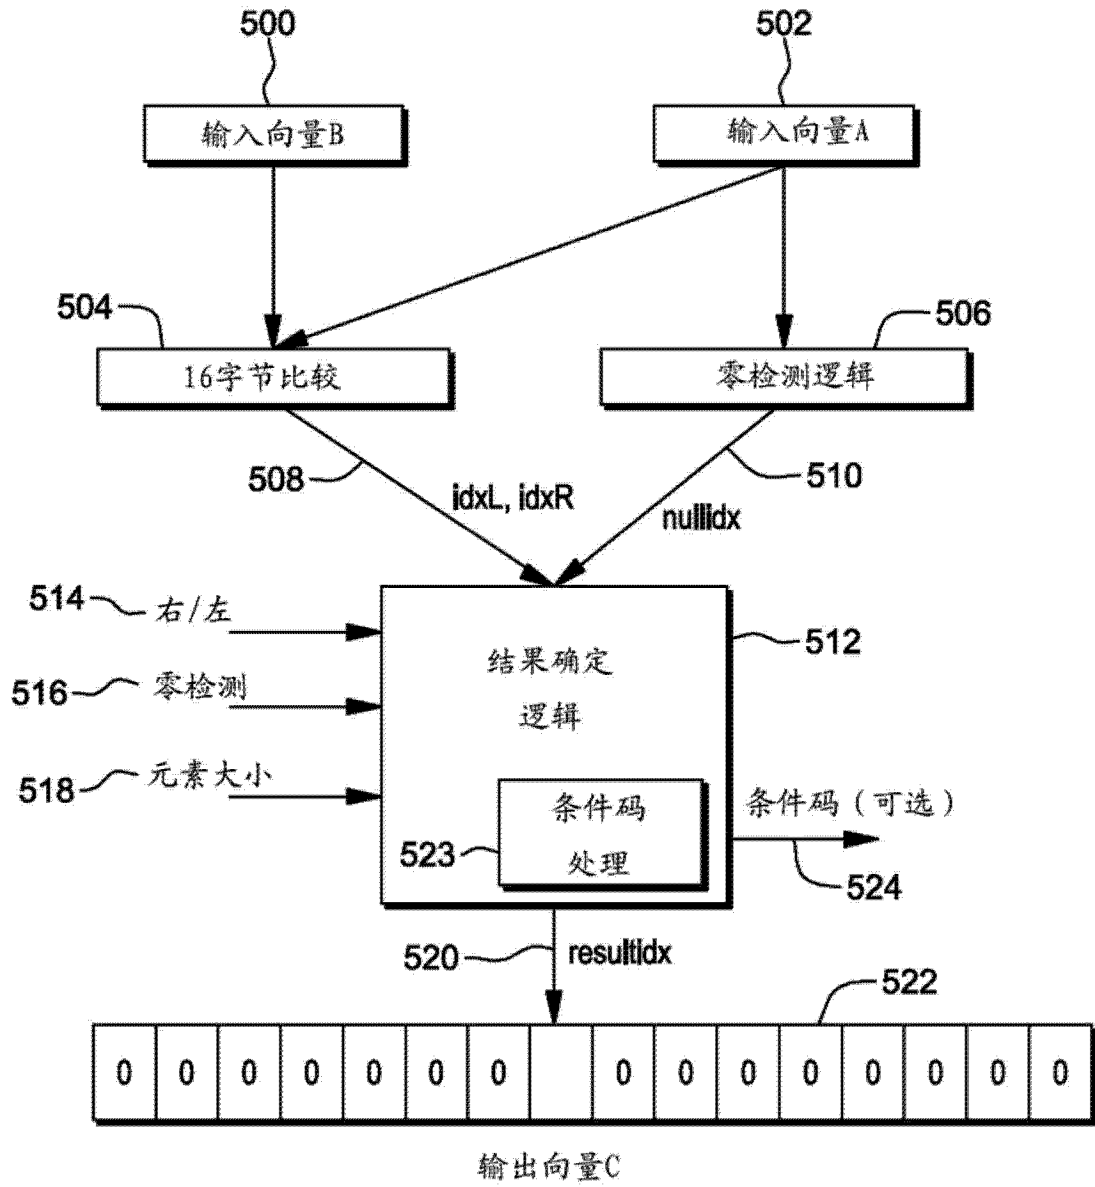 500
502
输入向量B
输入向量A
504
506
16字节比较
零检测逻辑
508
idxL, idxR
510
nullidx
514
右/左
512
516
零检测
结果确定
逻辑
518
元素大小
条件码
处理
523
条件码(可选)
524
520
resultidx
522
0 0 0 0 0 0 0 0 0 0 0 0 0 0 0
输出向量C